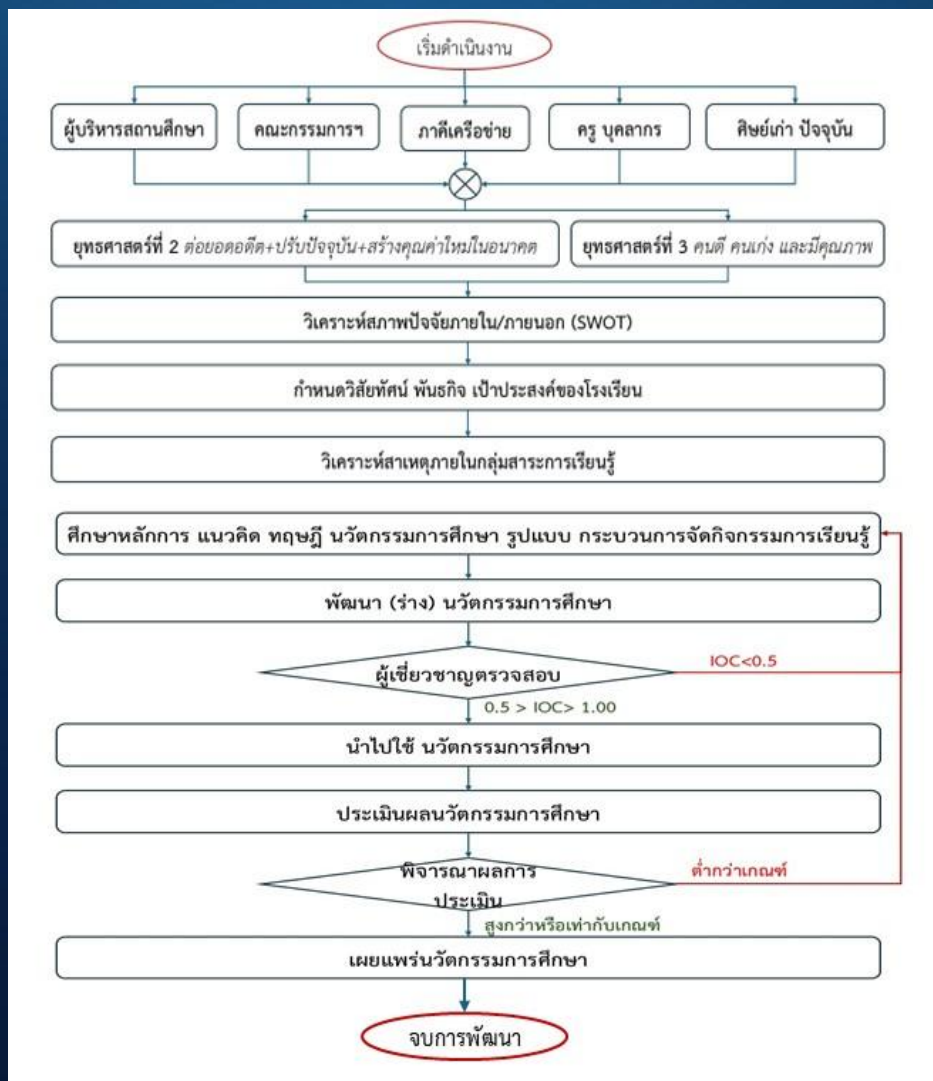 เริ่มดำเนินงาน
ผู้บริหารสถานศึกษา
คณะกรรมการฯ
ภาคีเครือข่าย
ครู บุคลากร
ศิษย์เก่า ปัจจุบัน
ยุทธศาสตร์ที่ 2 ต่อยอดอดีต+ปรับปัจจุบัน+สร้างคุณค่าใหม่ในอนาคต
ยุทธศาสตร์ที่ 3 คนดี คนเก่ง และมีคุณภาพ
วิเคราะห์สภาพปัจจัยภายใน/ภายนอก (SWOT)
กำหนดวิสัยทัศน์ พันธกิจ เป้าประสงค์ของโรงเรียน
วิเคราะห์สาเหตุภายในกลุ่มสาระการเรียนรู้
ศึกษาหลักการ แนวคิด ทฤษฎี นวัตกรรมการศึกษา รูปแบบ กระบวนการจัดกิจกรรมการเรียนรู้
พัฒนา (ร่าง) นวัตกรรมการศึกษา
ผู้เชี่ยวชาญตรวจสอบ
IOC<0.5
0.5 > IOC> 1.00
นำไปใช้ นวัตกรรมการศึกษา
ประเมินผลนวัตกรรมการศึกษา
พิจารณาผลการ
ประเมิน
ต่ำกว่าเกณฑ์
สูงกว่าหรือเท่ากับเกณฑ์
เผยแพร่นวัตกรรมการศึกษา
จบการพัฒนา